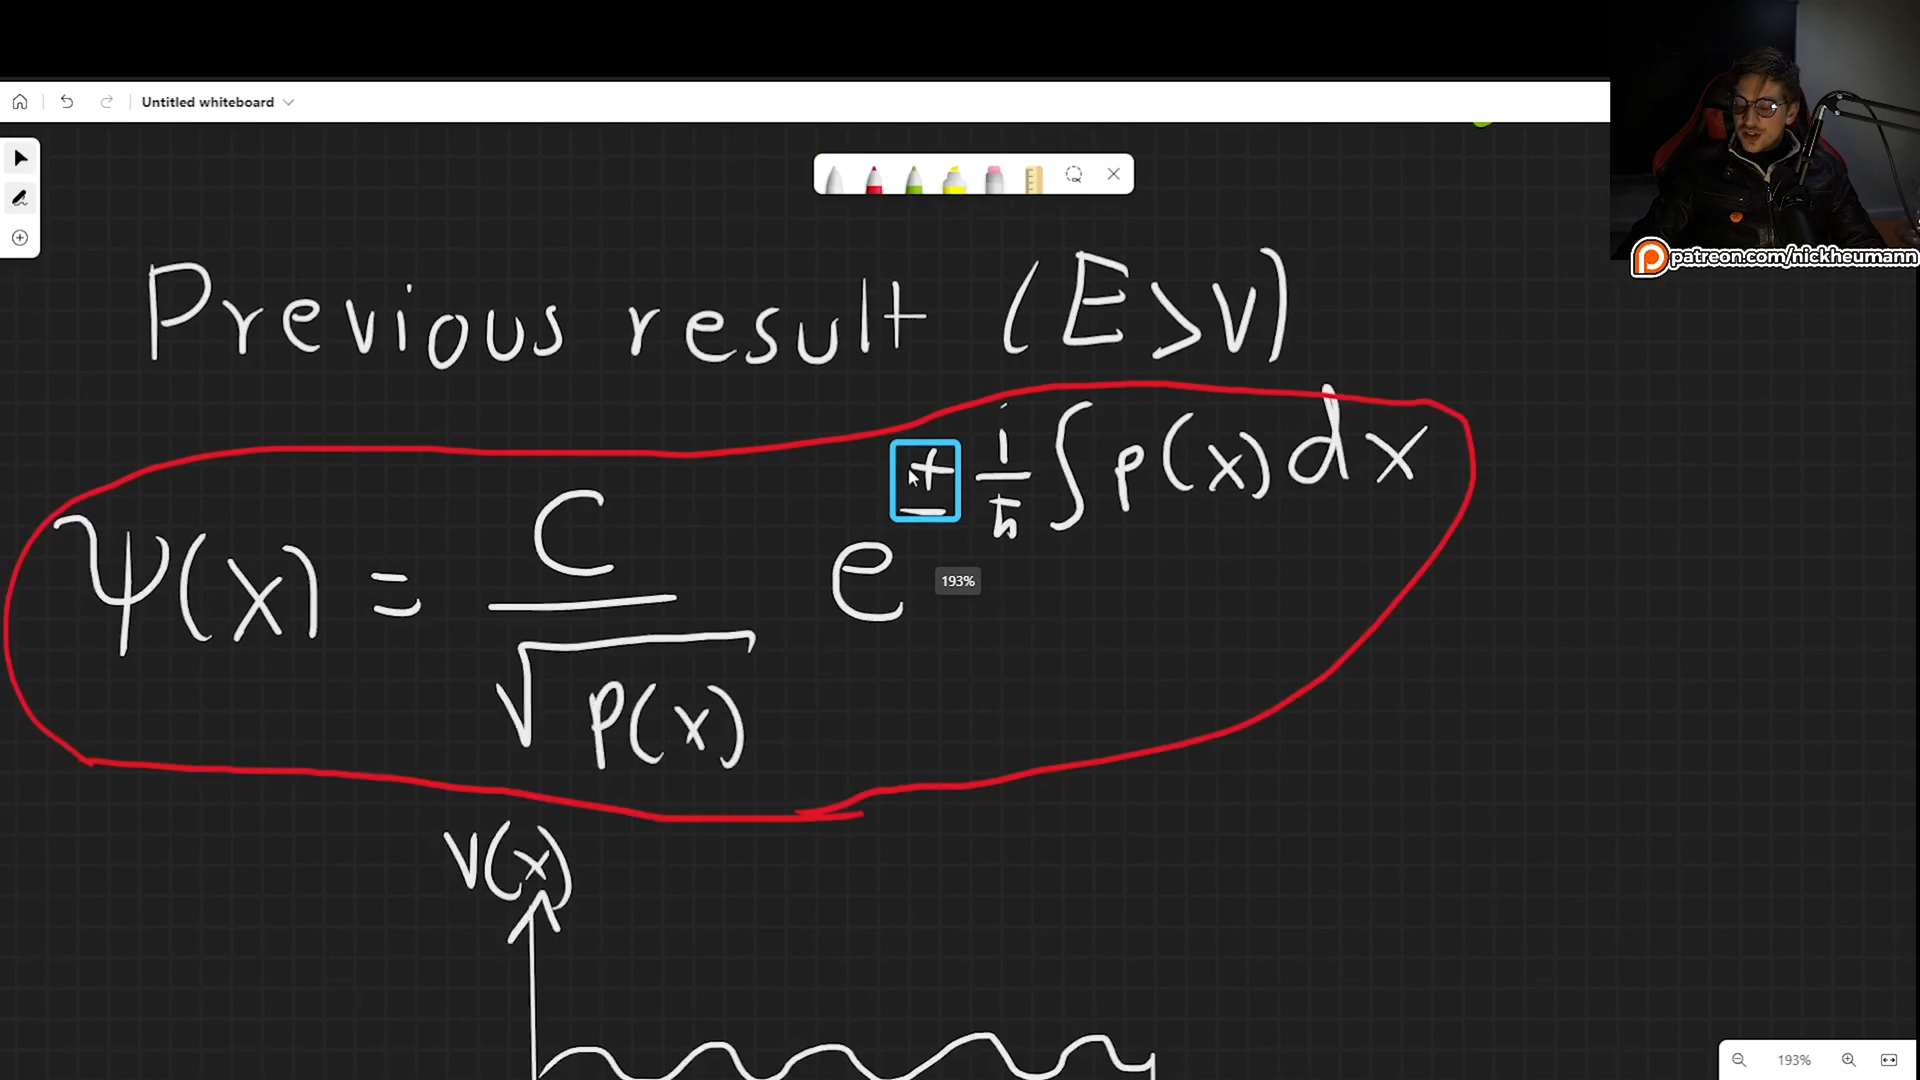 Untitled whiteboard
patreon.com/nickheumann
Previous result (E>V)
ψ(x) = C / √p(x) e^± i/ħ ∫p(x)dx
193%
V(x)
193%